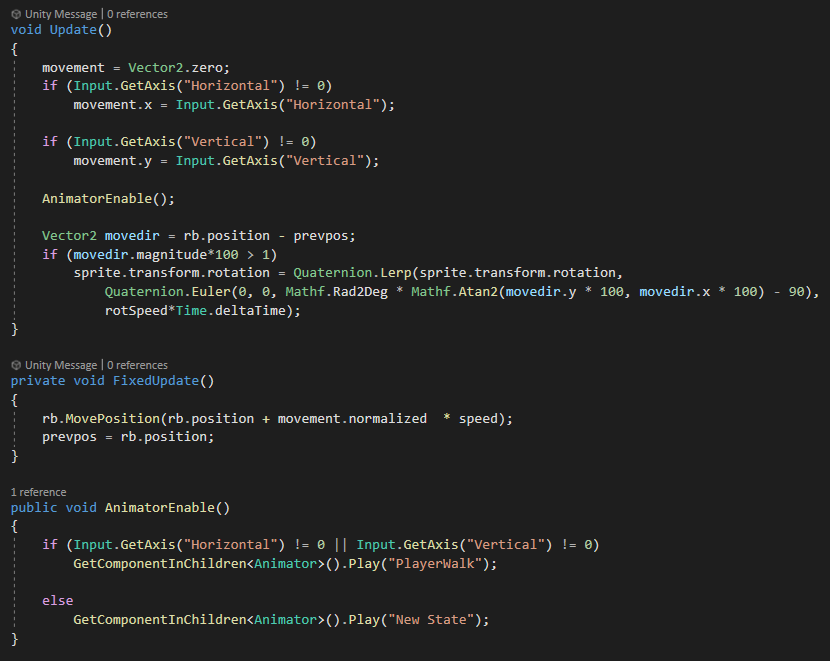 Unity Message | 0 references
void Update()
{
movement = Vector2.zero;
if (Input.GetAxis("Horizontal") != 0)
movement.x = Input.GetAxis("Horizontal");
if (Input.GetAxis("Vertical") != 0)
movement.y = Input.GetAxis("Vertical");
AnimatorEnable();
Vector2 movedir = rb.position - prevpos;
if (movedir.magnitude*100 > 1)
sprite.transform.rotation = Quaternion.Lerp(sprite.transform.rotation,
Quaternion.Euler(0, 0, Mathf.Rad2Deg * Mathf.Atan2(movedir.y * 100, movedir.x * 100) - 90),
rotSpeed*Time.deltaTime);
}
Unity Message | 0 references
private void FixedUpdate()
{
rb.MovePosition(rb.position + movement.normalized  * speed);
prevpos = rb.position;
}
1 reference
public void AnimatorEnable()
{
if (Input.GetAxis("Horizontal") != 0 || Input.GetAxis("Vertical") != 0)
GetComponentInChildren<Animator>().Play("PlayerWalk");
else
GetComponentInChildren<Animator>().Play("New State");
}